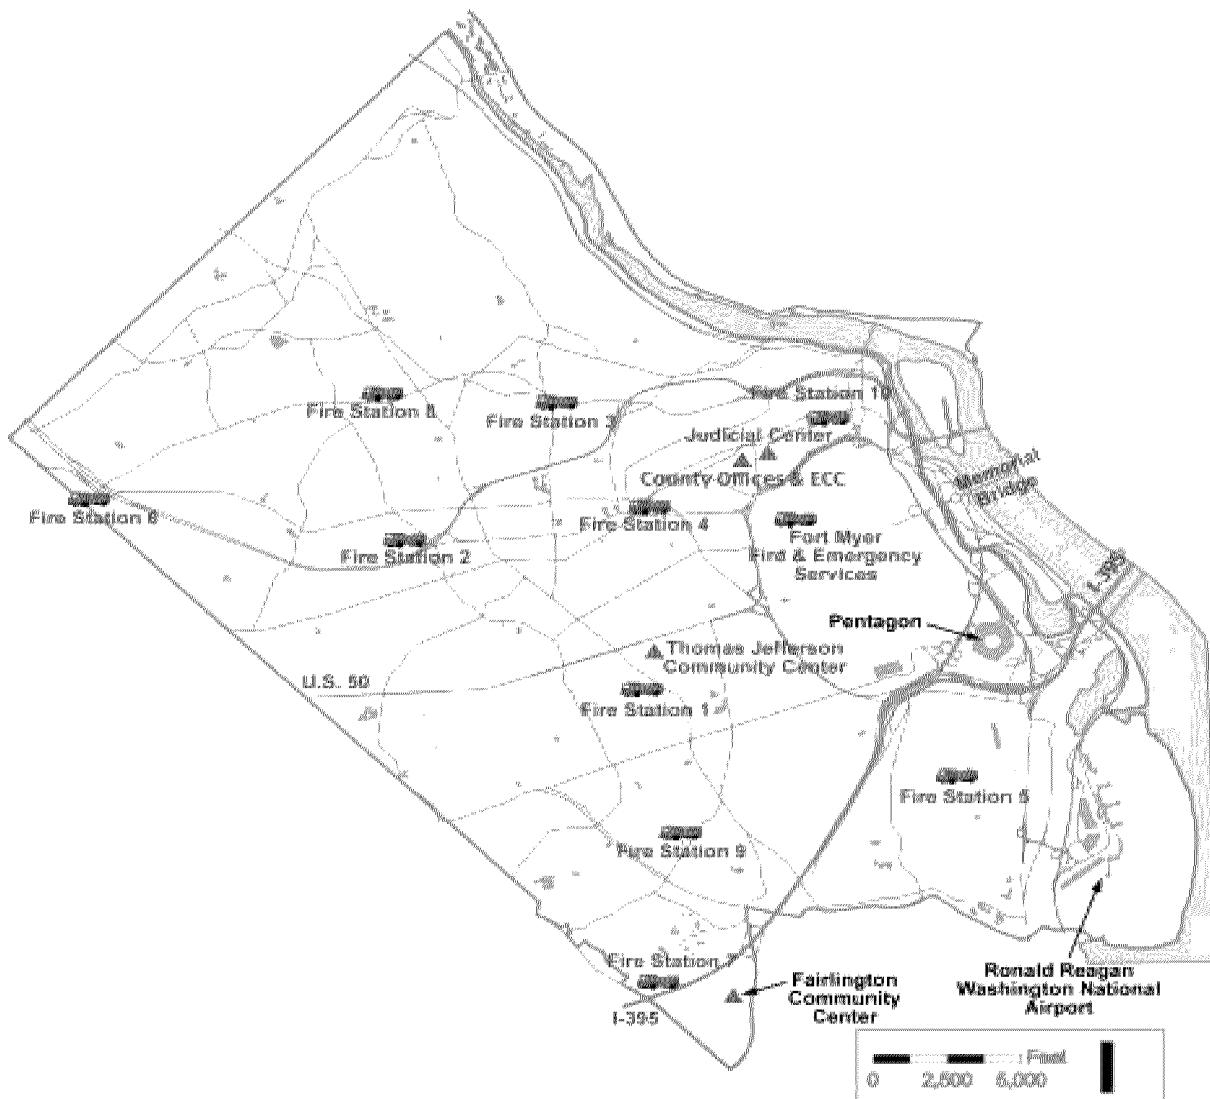 Fire Station 10
Fire Station 8
Fire Station 3
Judicial Center
County Offices & ECC
Memorial
Bridge
Fire Station 6
Fire Station 4
Fire Station 2
Fort Myer
Fire & Emergency
Services
I-395
Pentagon
Thomas Jefferson
Community Center
U.S. 50
Fire Station 1
Fire Station 5
Fire Station 9
Fire Station 7
I-395
Fairlington
Community
Center
Ronald Reagan
Washington National
Airport
Feet
0 2,500 5,000